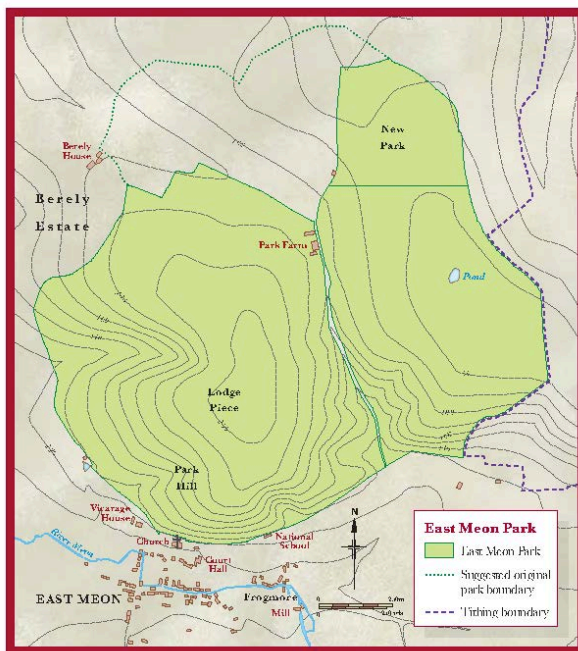 New
Park
Berely
House
Berely
Estate
Park Farm
Pond
Lodge
Piece
Park
Hill
Vicarage
House
Church
National
School
Court
Hall
River Meon
EAST MEON
Frogmore
Mill
N
East Meon Park
East Meon Park
Suggested original
park boundary
Tithing boundary